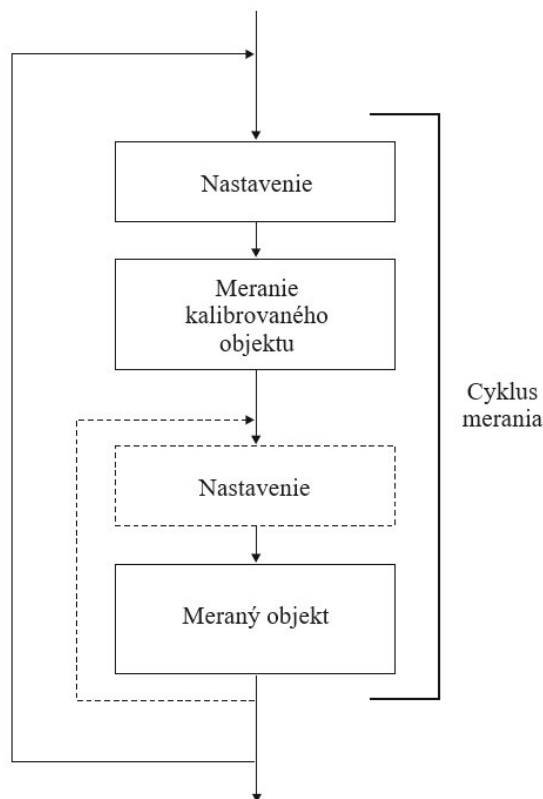 Nastavenie
Meranie
kalibrovaného
objektu
Cyklus
merania
Nastavenie
Meraný objekt